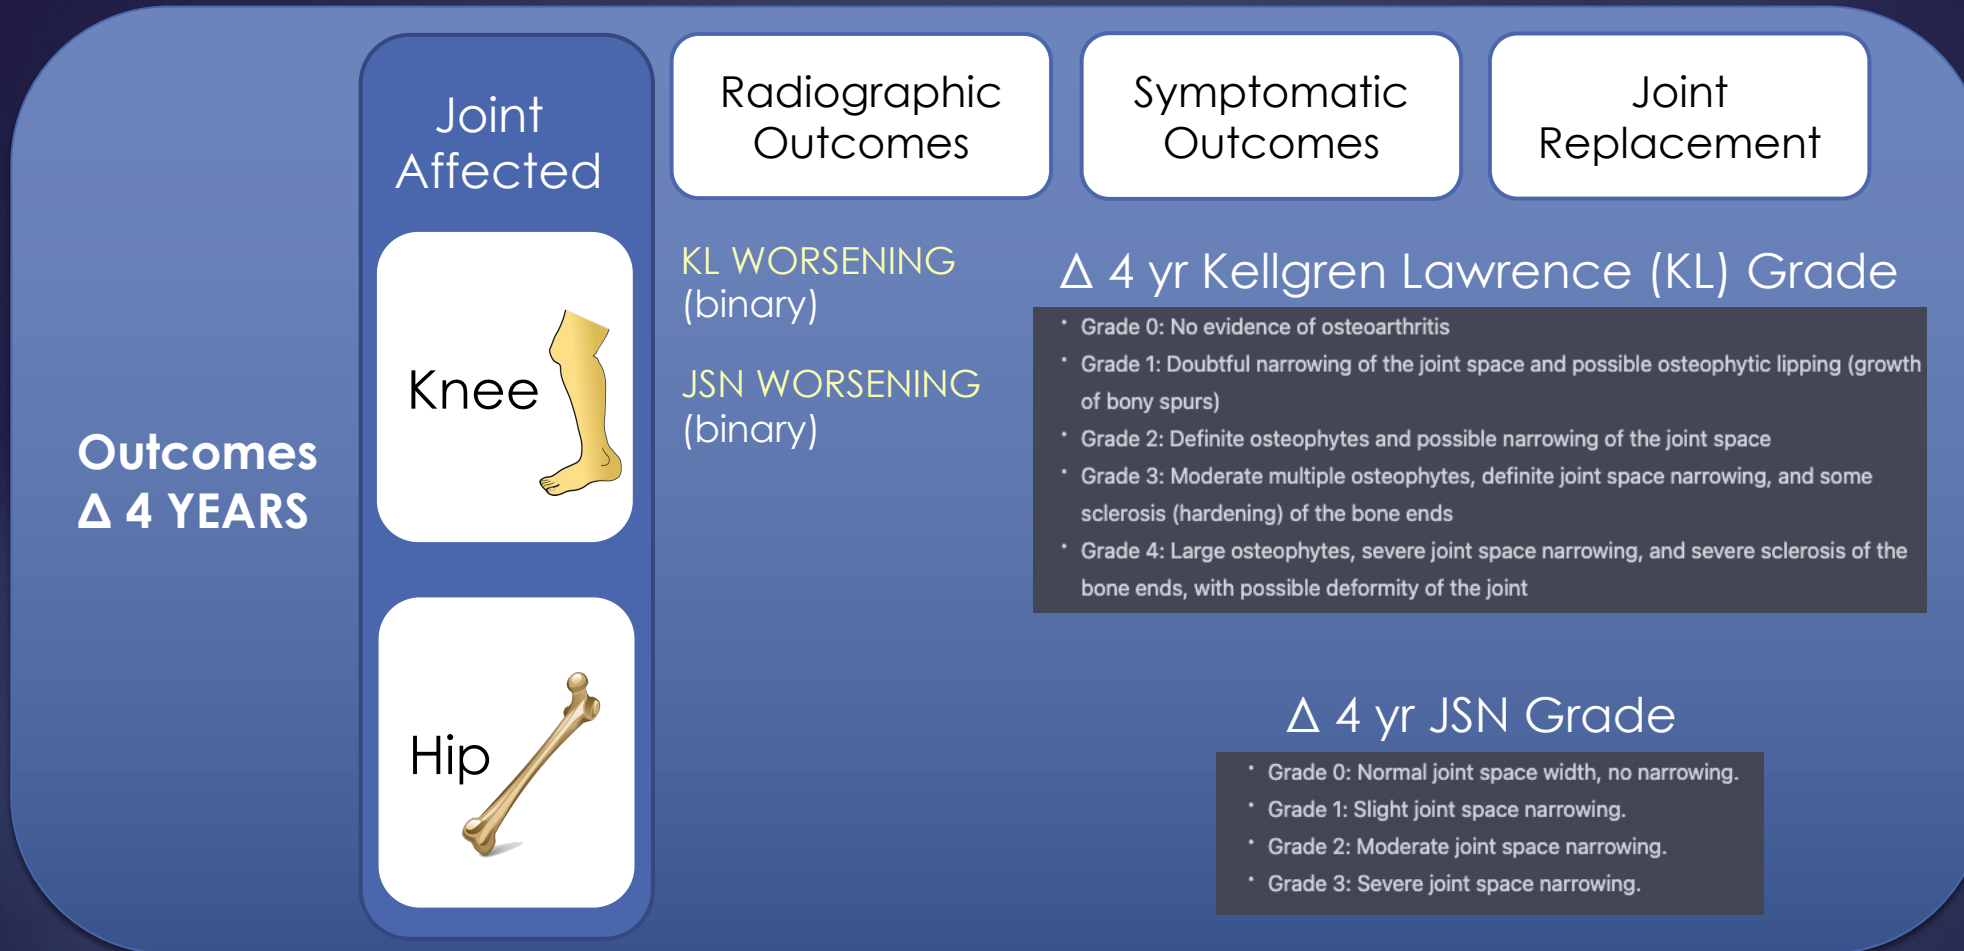 Joint
Affected
Radiographic
Outcomes
Symptomatic
Outcomes
Joint
Replacement
Outcomes
Δ 4 YEARS
Knee
Hip
KL WORSENING
(binary)
JSN WORSENING
(binary)
Δ 4 yr Kellgren Lawrence (KL) Grade
• Grade 0: No evidence of osteoarthritis
• Grade 1: Doubtful narrowing of the joint space and possible osteophytic lipping (growth
of bony spurs)
• Grade 2: Definite osteophytes and possible narrowing of the joint space
• Grade 3: Moderate multiple osteophytes, definite joint space narrowing, and some
sclerosis (hardening) of the bone ends
• Grade 4: Large osteophytes, severe joint space narrowing, and severe sclerosis of the
bone ends, with possible deformity of the joint
Δ 4 yr JSN Grade
• Grade 0: Normal joint space width, no narrowing.
• Grade 1: Slight joint space narrowing.
• Grade 2: Moderate joint space narrowing.
• Grade 3: Severe joint space narrowing.